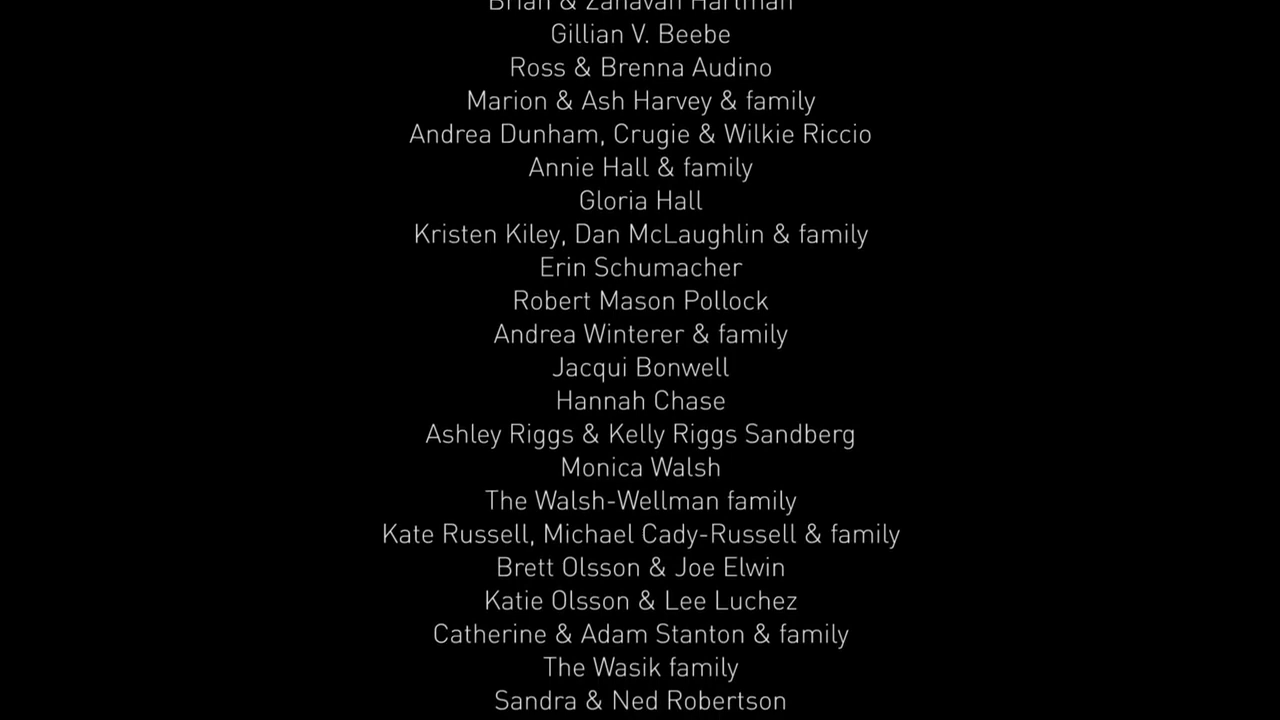 Brian & Zahavah Hartman
Gillian V. Beebe
Ross & Brenna Audino
Marion & Ash Harvey & family
Andrea Dunham, Crugie & Wilkie Riccio
Annie Hall & family
Gloria Hall
Kristen Kiley, Dan McLaughlin & family
Erin Schumacher
Robert Mason Pollock
Andrea Winterer & family
Jacqui Bonwell
Hannah Chase
Ashley Riggs & Kelly Riggs Sandberg
Monica Walsh
The Walsh-Wellman family
Kate Russell, Michael Cady-Russell & family
Brett Olsson & Joe Elwin
Katie Olsson & Lee Luchez
Catherine & Adam Stanton & family
The Wasik family
Sandra & Ned Robertson